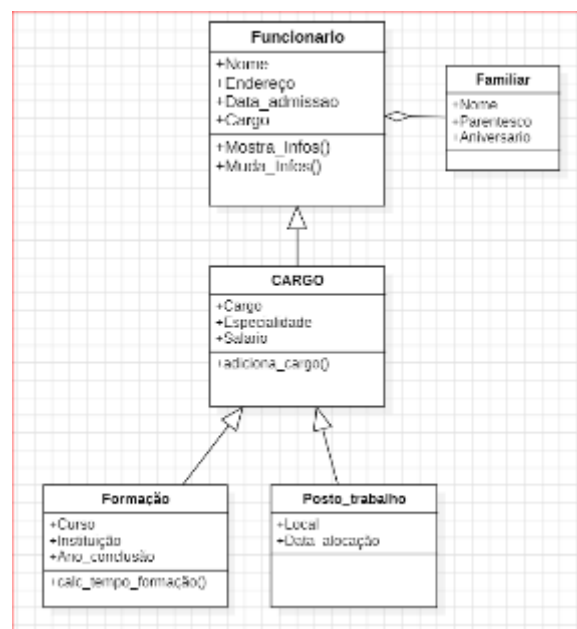 Funcionario
+Nome
+Endereço
+Data_admissao
+Cargo
+Mostra_Infos()
+Muda_Infos()
Familiar
+Nome
+Parentesco
+Aniversario
CARGO
+Cargo
+Especialidade
+Salario
+adiciona_cargo()
Formação
+Curso
+Instituição
+Ano_conclusão
+calc_tempo_formação()
Posto_trabalho
+Local
+Data_alocação